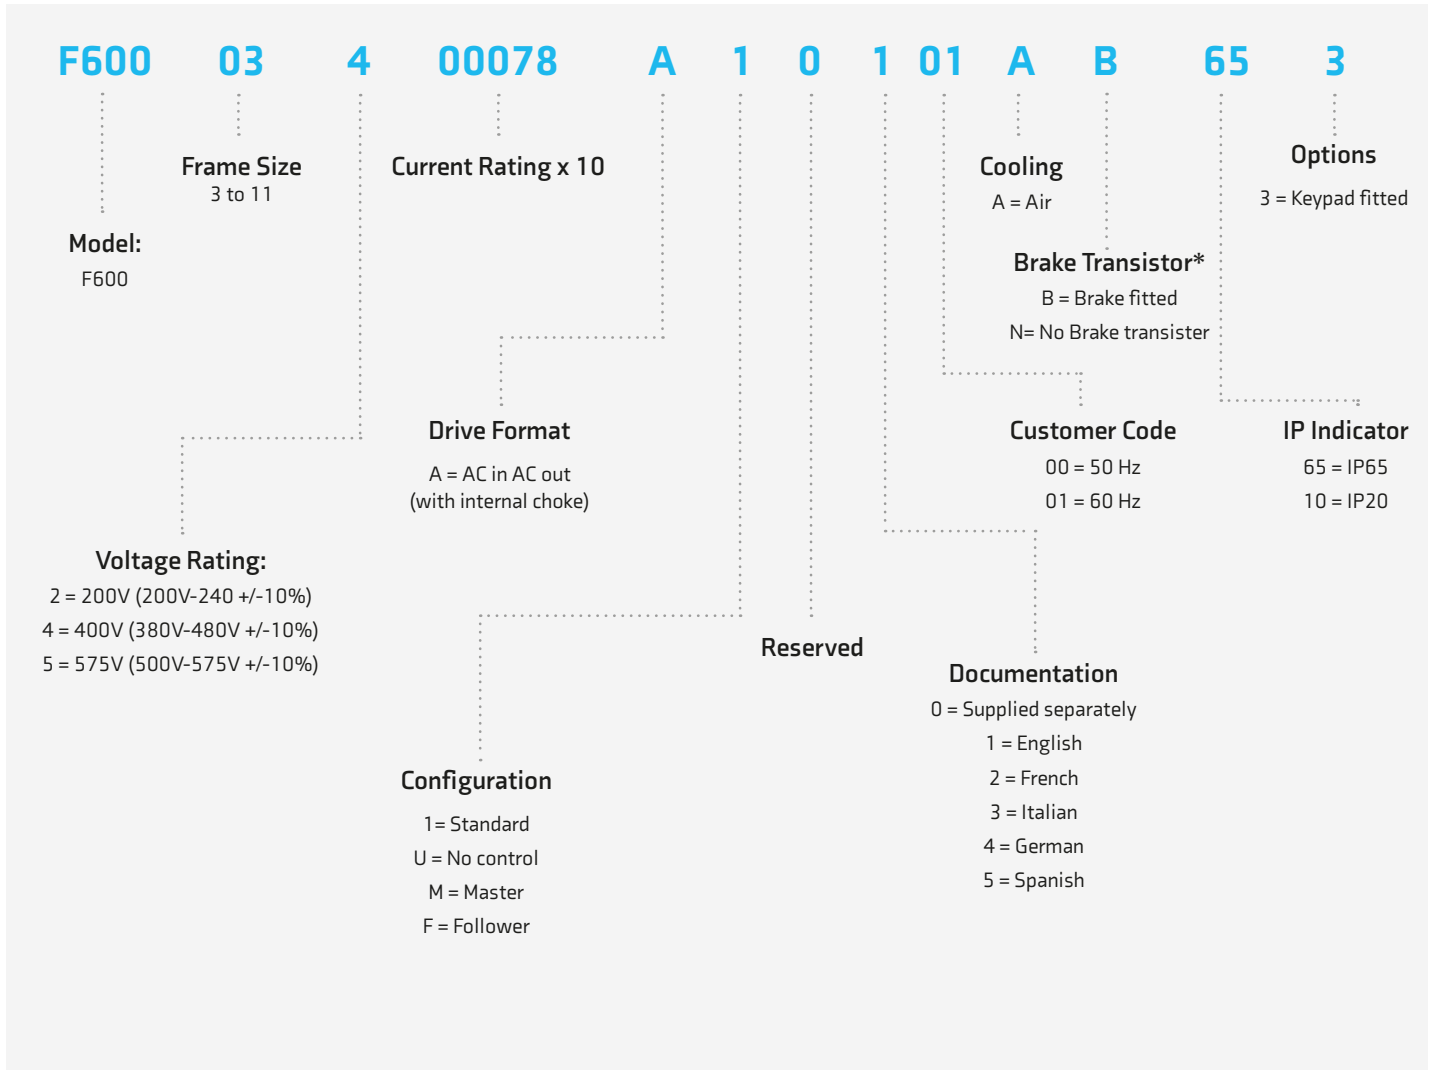 F600 03 4 00078 A 1 0 1 01 A B 65 3
Model:
F600
Frame Size
3 to 11
Voltage Rating:
2 = 200V (200V-240 +/-10%)
4 = 400V (380V-480V +/-10%)
5 = 575V (500V-575V +/-10%)
Current Rating x 10
Drive Format
A = AC in AC out
(with internal choke)
Configuration
1= Standard
U = No control
M = Master
F = Follower
Reserved
Documentation
0 = Supplied separately
1 = English
2 = French
3 = Italian
4 = German
5 = Spanish
Customer Code
00 = 50 Hz
01 = 60 Hz
Cooling
A = Air
Brake Transistor*
B = Brake fitted
N= No Brake transister
IP Indicator
65 = IP65
10 = IP20
Options
3 = Keypad fitted